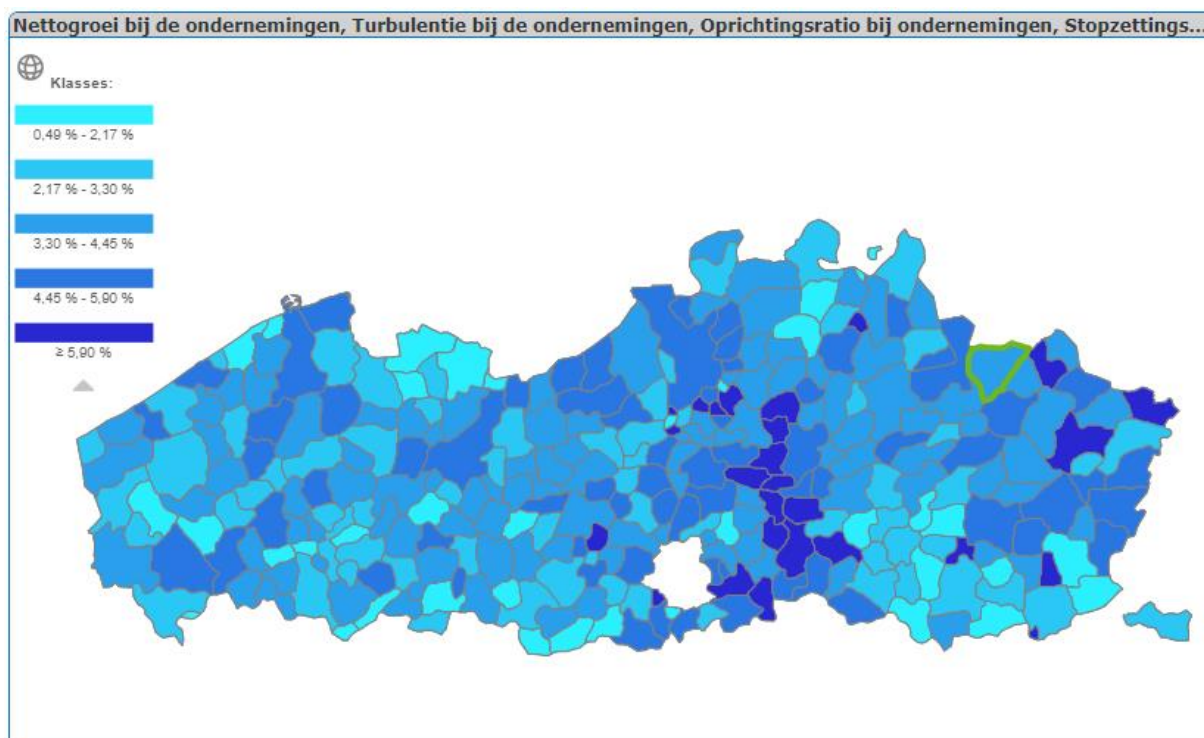 Nettogroei bij de ondernemingen, Turbulentie bij de ondernemingen, Oprichtingsratio bij ondernemingen, Stopzettings...
Klasses:
0,49 % - 2,17 %
2,17 % - 3,30 %
3,30 % - 4,45 %
4,45 % - 5,90 %
≥ 5,90 %